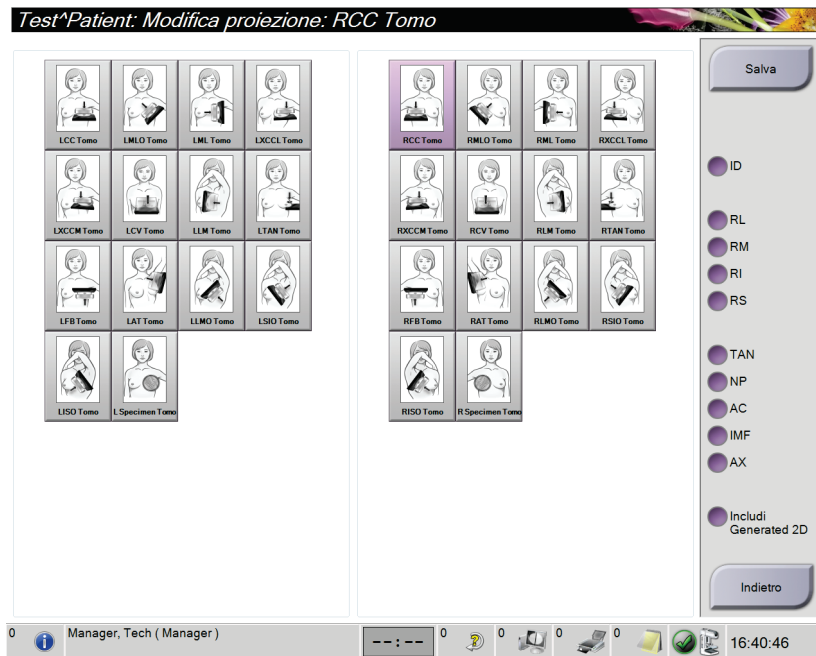 Test^Patient: Modifica proiezione: RCC Tomo
LCC Tomo LMLO Tomo LML Tomo LXCCL Tomo
LXCCM Tomo LCV Tomo LLM Tomo LTAN Tomo
LFB Tomo LAT Tomo LLMO Tomo LSIO Tomo
LISO Tomo L Specimen Tomo
RCC Tomo RMLO Tomo RML Tomo RXCCL Tomo
RXCCM Tomo RCV Tomo RLM Tomo RTAN Tomo
RFB Tomo RAT Tomo RLMO Tomo RSIO Tomo
RISO Tomo R Specimen Tomo
Salva
ID
RL
RM
RI
RS
TAN
NP
AC
IMF
AX
Includi
Generated 2D
Indietro
0 Manager, Tech ( Manager ) --:-- 0 0 0 0 16:40:46